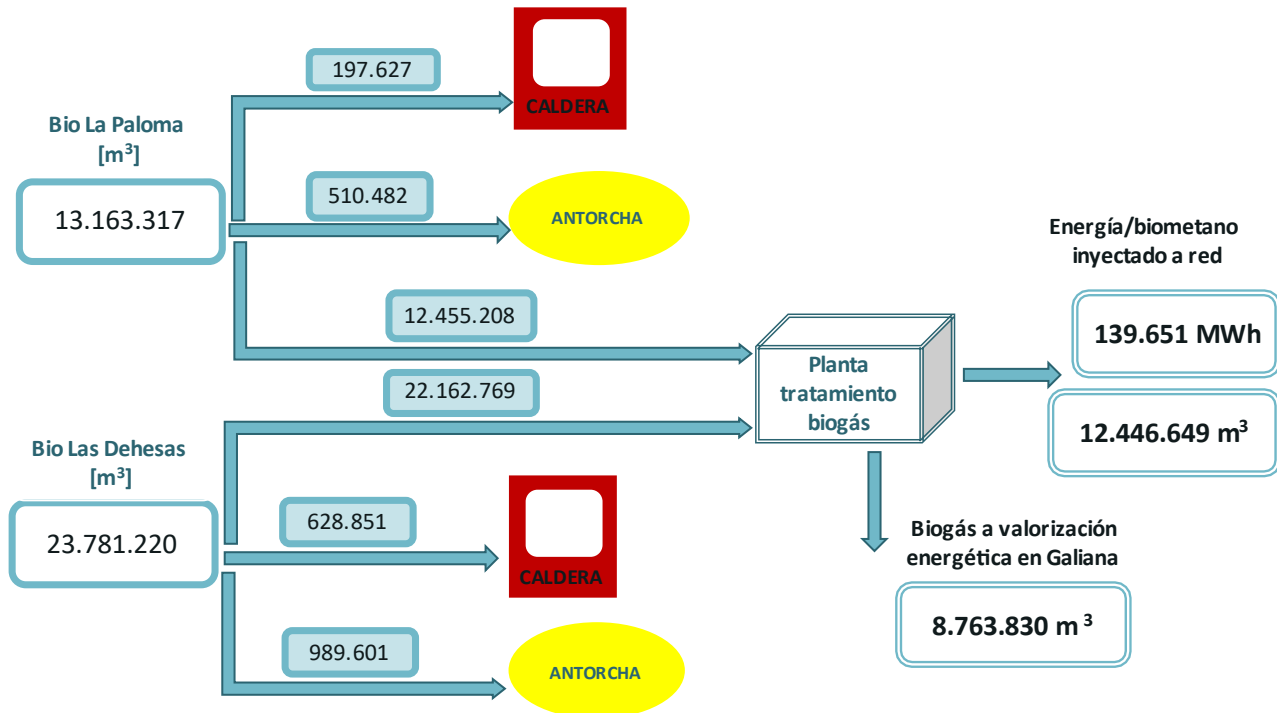 197.627
CALDERA
Bio La Paloma
[m³]
13.163.317
510.482
ANTORCHA
12.455.208
22.162.769
Planta
tratamiento
biogás
Energía/biometano
inyectado a red
139.651 MWh
12.446.649 m³
Bio Las Dehesas
[m³]
23.781.220
628.851
CALDERA
989.601
ANTORCHA
Biogás a valorización
energética en Galiana
8.763.830 m³